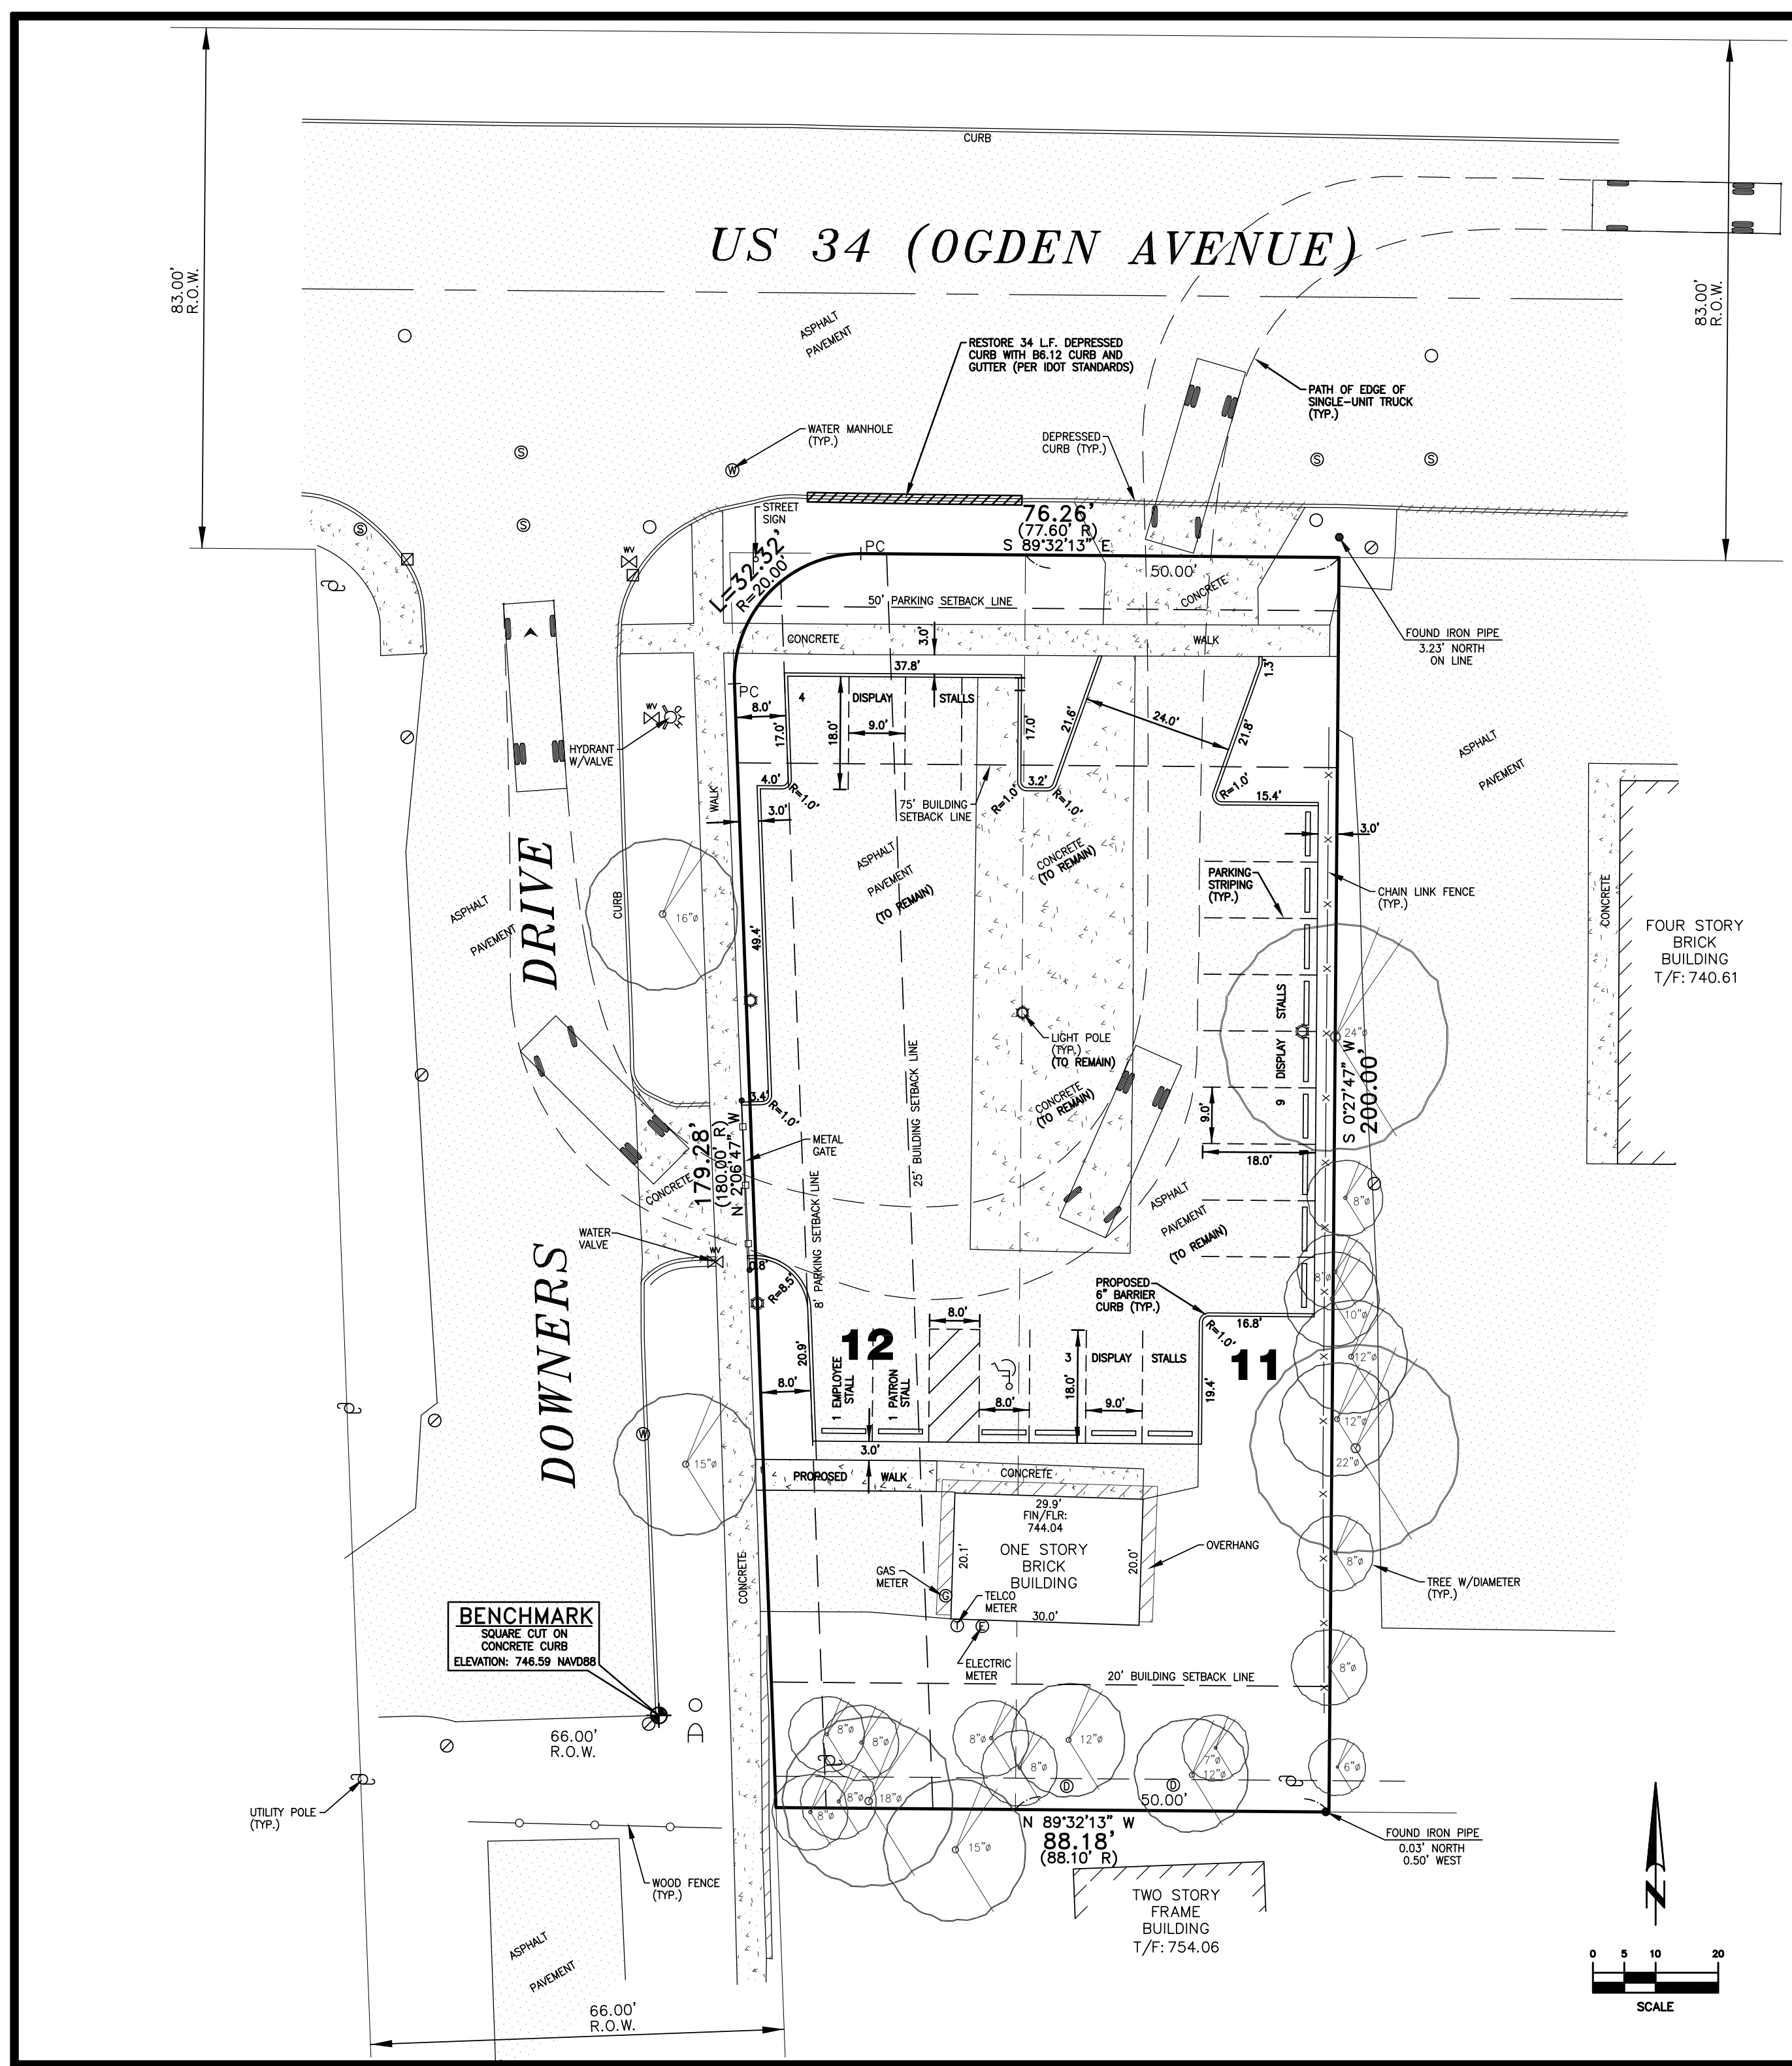 83.00'
R.O.W.
83.00'
R.O.W.
CURB
US 34 (OGDEN AVENUE)
ASPHALT
PAVEMENT
RESTORE 34 L.F. DEPRESSED
CURB WITH B6.12 CURB AND
GUTTER (PER IDOT STANDARDS)
PATH OF EDGE OF
SINGLE-UNIT TRUCK
(TYP.)
WATER MANHOLE
(TYP.)
W
DEPRESSED
CURB (TYP.)
S
S
S
S
S
STREET
SIGN
76.26'
(77.60' R)
S 89°32'13" E
PC
L=32.32'
R=20.00'
50.00'
CONCRETE
WV
50' PARKING SETBACK LINE
CONCRETE
3.0'
WALK
FOUND IRON PIPE
3.23' NORTH
ON LINE
37.8'
1.3'
PC
8.0'
4 DISPLAY STALLS
17.0'
18.0'
9.0'
17.0'
21.6'
24.0'
21.8'
WV
HYDRANT
W/VALVE
WALK
4.0'
R=1.0'
3.0'
75' BUILDING
SETBACK LINE
R=1.0'
3.2'
R=1.0'
R=1.0'
15.4'
3.0'
ASPHALT
PAVEMENT
ASPHALT
PAVEMENT
(TO REMAIN)
CONCRETE
(TO REMAIN)
PARKING
STRIPING
(TYP.)
CHAIN LINK FENCE
(TYP.)
CONCRETE
FOUR STORY
BRICK
BUILDING
T/F: 740.61
ASPHALT
PAVEMENT
DOWNERS DRIVE
CURB
16"ø
49.4'
LIGHT POLE
(TYP.)
(TO REMAIN)
9 DISPLAY STALLS
24"ø
S 0°27'47" W
200.00'
CONCRETE
(TO REMAIN)
25' BUILDING SETBACK LINE
3.4'
R=1.0'
METAL
GATE
179.28'
(180.00' R)
N 2°06'47" W
CONCRETE
9.0'
18.0'
8"ø
ASPHALT
PAVEMENT
(TO REMAIN)
8' PARKING SETBACK LINE
WATER
VALVE
WV
0.8'
R=8.5'
PROPOSED
6" BARRIER
CURB (TYP.)
8"ø
10"ø
12"ø
8.0'
12
20.9'
8.0'
1 EMPLOYEE
STALL
1 PATRON
STALL
8.0'
3 DISPLAY STALLS
18.0'
9.0'
R=1.0'
16.8'
11
19.4'
12"ø
22"ø
W
15"ø
3.0'
PROPOSED WALK
CONCRETE
29.9'
FIN/FLR:
744.04
ONE STORY
BRICK
BUILDING
20.1'
20.0'
30.0'
OVERHANG
8"ø
TREE W/DIAMETER
(TYP.)
GAS
METER
G
TELCO
METER
T
E
ELECTRIC
METER
CONCRETE
BENCHMARK
SQUARE CUT ON
CONCRETE CURB
ELEVATION: 746.59 NAVD88
8"ø
20' BUILDING SETBACK LINE
66.00'
R.O.W.
8"ø
8"ø
8"ø
12"ø
8"ø
7"ø
12"ø
6"ø
8"ø
8"ø
18"ø
D
D
50.00'
15"ø
N 89°32'13" W
88.18'
(88.10' R)
FOUND IRON PIPE
0.03' NORTH
0.50' WEST
UTILITY POLE
(TYP.)
WOOD FENCE
(TYP.)
TWO STORY
FRAME
BUILDING
T/F: 754.06
ASPHALT
PAVEMENT
66.00'
R.O.W.
N
0 5 10 20
SCALE